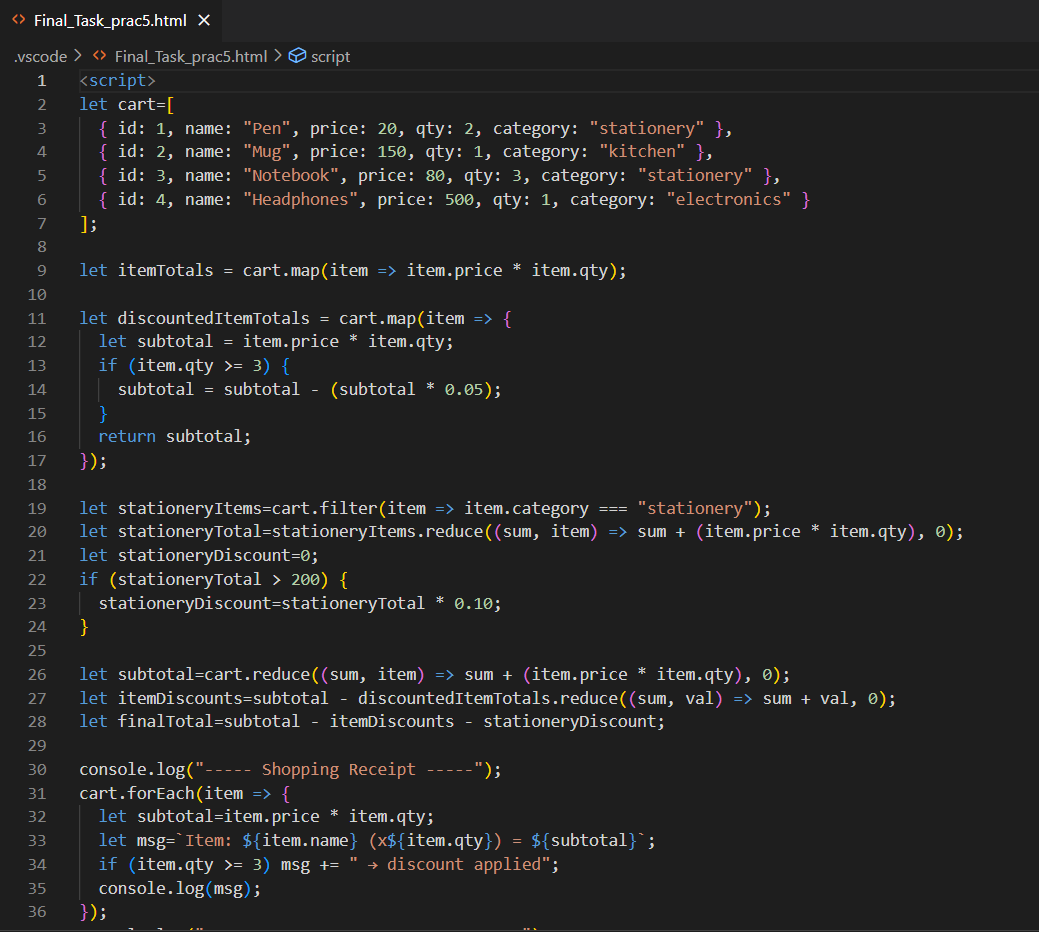 Final_Task_prac5.html
.vscode > Final_Task_prac5.html > script
1 <script>
2 let cart=[
3   { id: 1, name: "Pen", price: 20, qty: 2, category: "stationery" },
4   { id: 2, name: "Mug", price: 150, qty: 1, category: "kitchen" },
5   { id: 3, name: "Notebook", price: 80, qty: 3, category: "stationery" },
6   { id: 4, name: "Headphones", price: 500, qty: 1, category: "electronics" }
7 ];
8
9 let itemTotals = cart.map(item => item.price * item.qty);
10
11 let discountedItemTotals = cart.map(item => {
12   let subtotal = item.price * item.qty;
13   if (item.qty >= 3) {
14     subtotal = subtotal - (subtotal * 0.05);
15   }
16   return subtotal;
17 });
18
19 let stationeryItems=cart.filter(item => item.category === "stationery");
20 let stationeryTotal=stationeryItems.reduce((sum, item) => sum + (item.price * item.qty), 0);
21 let stationeryDiscount=0;
22 if (stationeryTotal > 200) {
23   stationeryDiscount=stationeryTotal * 0.10;
24 }
25
26 let subtotal=cart.reduce((sum, item) => sum + (item.price * item.qty), 0);
27 let itemDiscounts=subtotal - discountedItemTotals.reduce((sum, val) => sum + val, 0);
28 let finalTotal=subtotal - itemDiscounts - stationeryDiscount;
29
30 console.log("----- Shopping Receipt -----");
31 cart.forEach(item => {
32   let subtotal=item.price * item.qty;
33   let msg=`Item: ${item.name} (x${item.qty}) = ${subtotal}`;
34   if (item.qty >= 3) msg += " → discount applied";
35   console.log(msg);
36 });